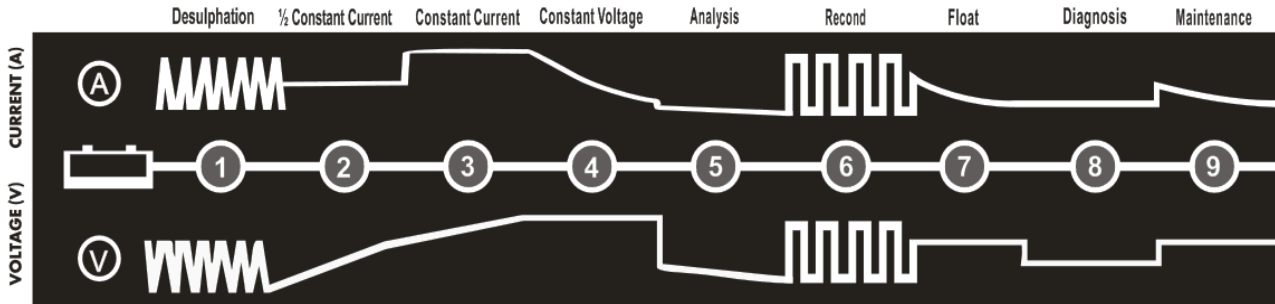 Desulphation ½ Constant Current Constant Current Constant Voltage Analysis Recond Float Diagnosis Maintenance
CURRENT (A)
A
1 2 3 4 5 6 7 8 9
VOLTAGE (V)
V